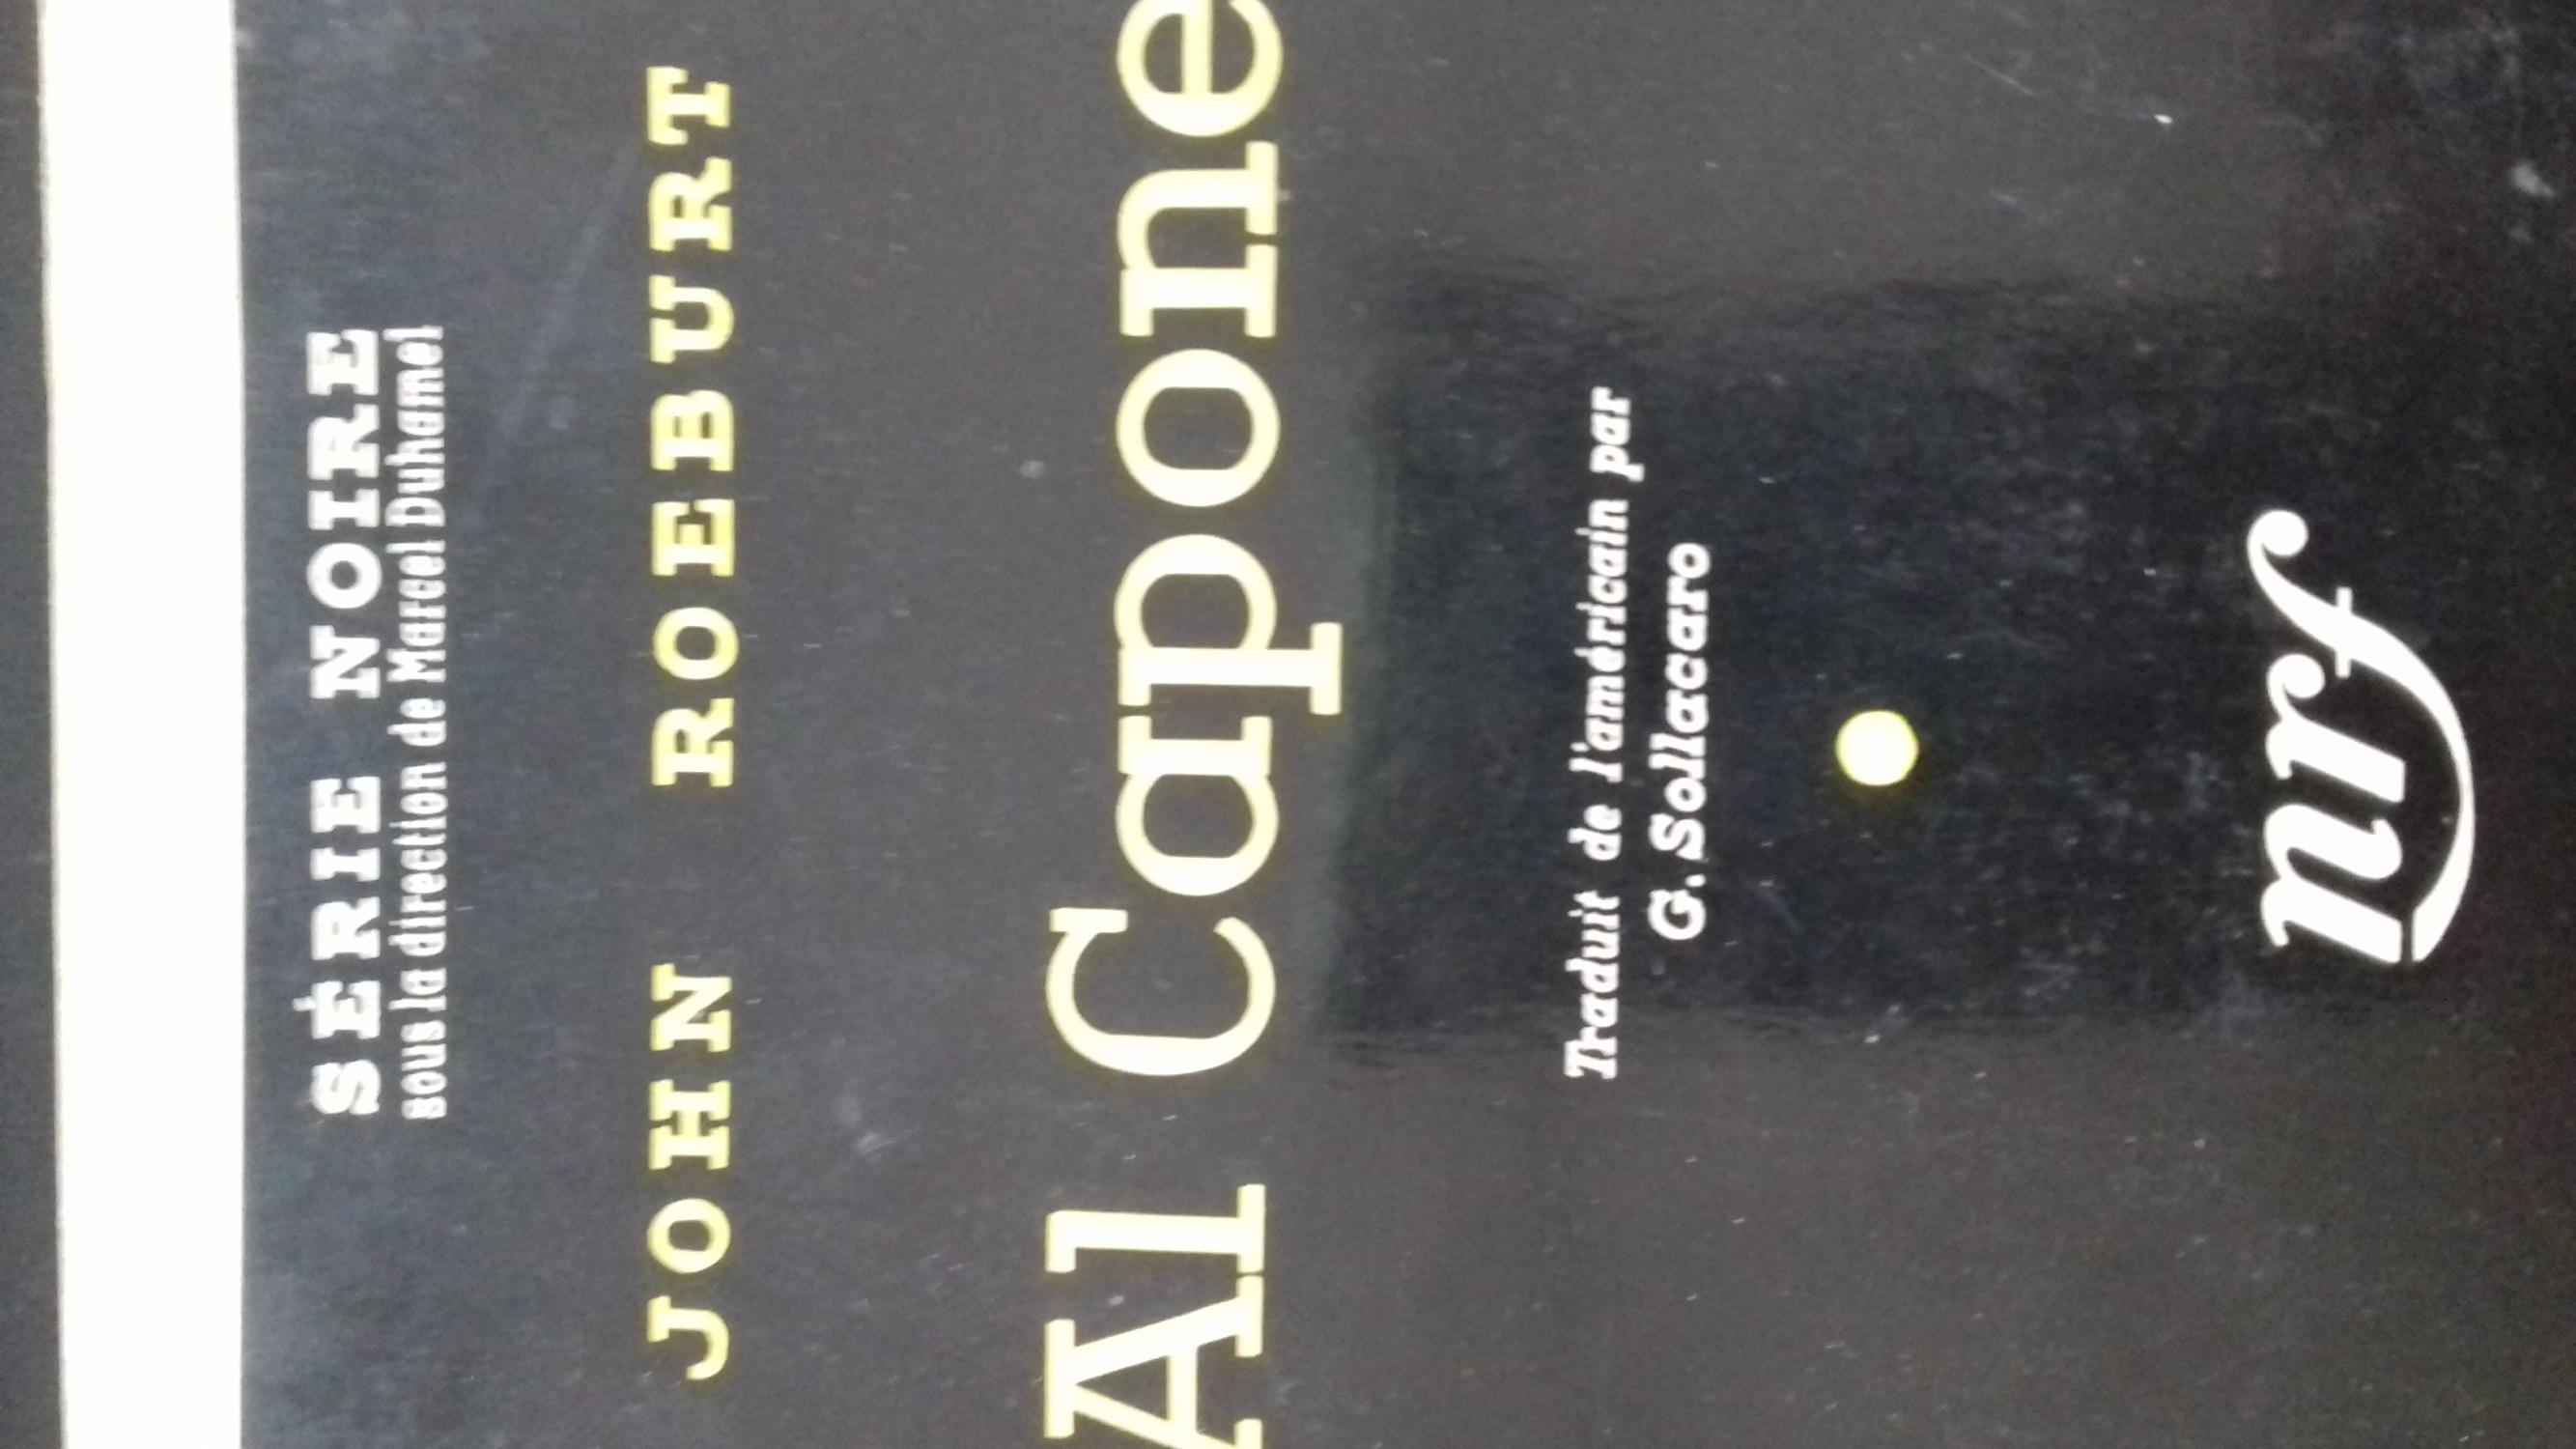 SÉRIE NOIRE
sous la direction de Marcel Duhamel
JOHN ROEBURT
Al Capone
Traduit de l'américain par
G. Sollacaro
nrf